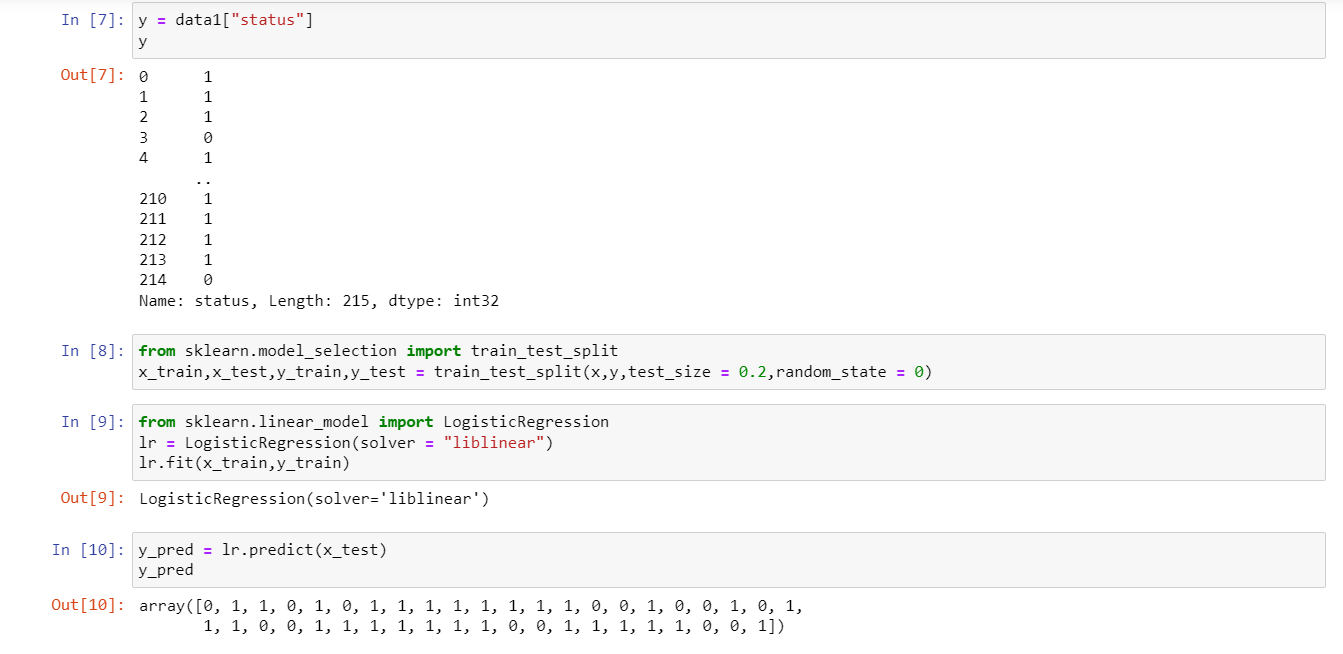 In [7]: y = data1["status"]
y
Out[7]: 0 1
1 1
2 1
3 0
4 1
..
210 1
211 1
212 1
213 1
214 0
Name: status, Length: 215, dtype: int32
In [8]: from sklearn.model_selection import train_test_split
x_train,x_test,y_train,y_test = train_test_split(x,y,test_size = 0.2,random_state = 0)
In [9]: from sklearn.linear_model import LogisticRegression
lr = LogisticRegression(solver = "liblinear")
lr.fit(x_train,y_train)
Out[9]: LogisticRegression(solver='liblinear')
In [10]: y_pred = lr.predict(x_test)
y_pred
Out[10]: array([0, 1, 1, 0, 1, 0, 1, 1, 1, 1, 1, 1, 1, 1, 0, 0, 1, 0, 0, 1, 0, 1,
1, 1, 0, 0, 1, 1, 1, 1, 1, 1, 1, 0, 0, 1, 1, 1, 1, 1, 0, 0, 1])